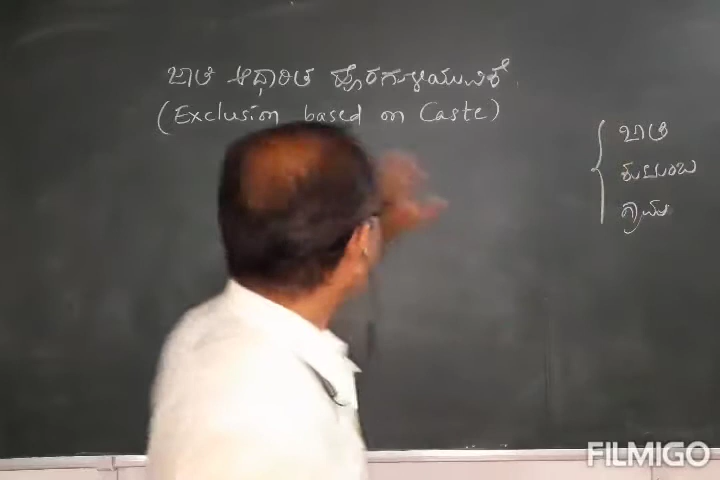 ಜಾತಿ ಆಧಾರಿತ ಹೊರಗುಳಿಯುವಿಕೆ.
(Exclusion based on Caste)
ಜಾತಿ
ಕುಟುಂಬ
ಗ್ರಾಮ
FILMIGO